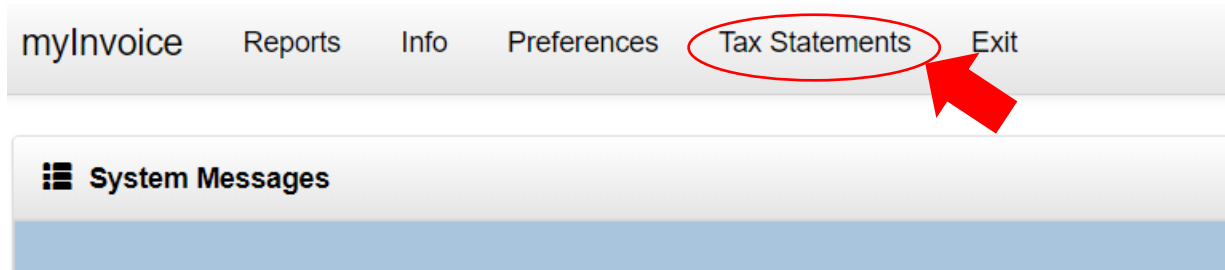 myInvoice Reports Info Preferences Tax Statements Exit
System Messages